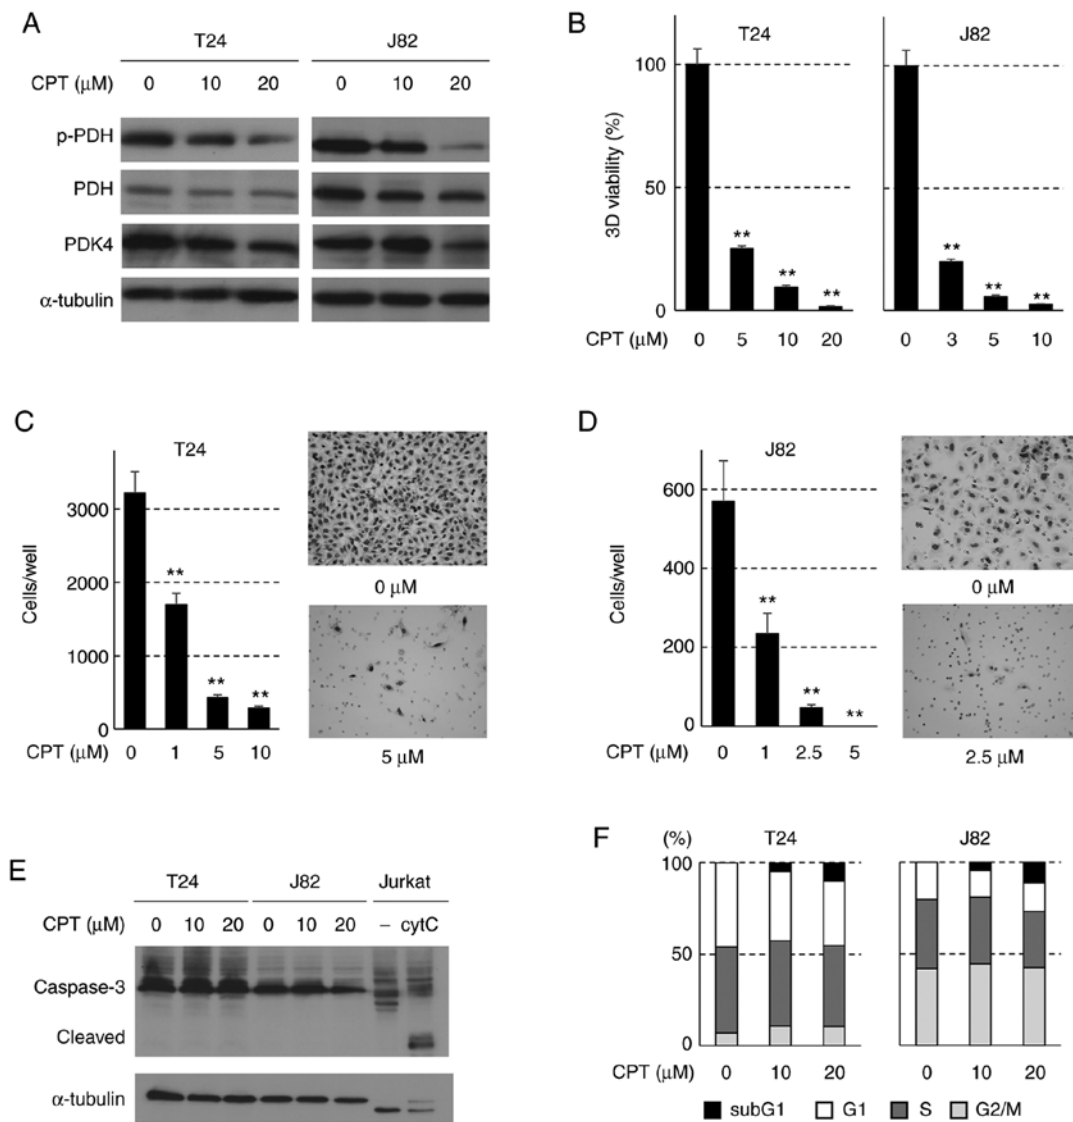 A
T24 J82
CPT (μM) 0 10 20 0 10 20
p-PDH
PDH
PDK4
α-tubulin
B
T24 J82
3D viability (%)
100
50
0
CPT (μM) 0 5 10 20 0 3 5 10
** ** ** ** ** **
C
T24
Cells/well
3000
2000
1000
0
** ** **
CPT (μM) 0 1 5 10
0 μM
5 μM
D
J82
Cells/well
600
400
200
0
** ** **
CPT (μM) 0 1 2.5 5
0 μM
2.5 μM
E
T24 J82 Jurkat
CPT (μM) 0 10 20 0 10 20 – cytC
Caspase-3
Cleaved
α-tubulin
F
(%) T24 J82
100
50
0
CPT (μM) 0 10 20 0 10 20
subG1 G1 S G2/M